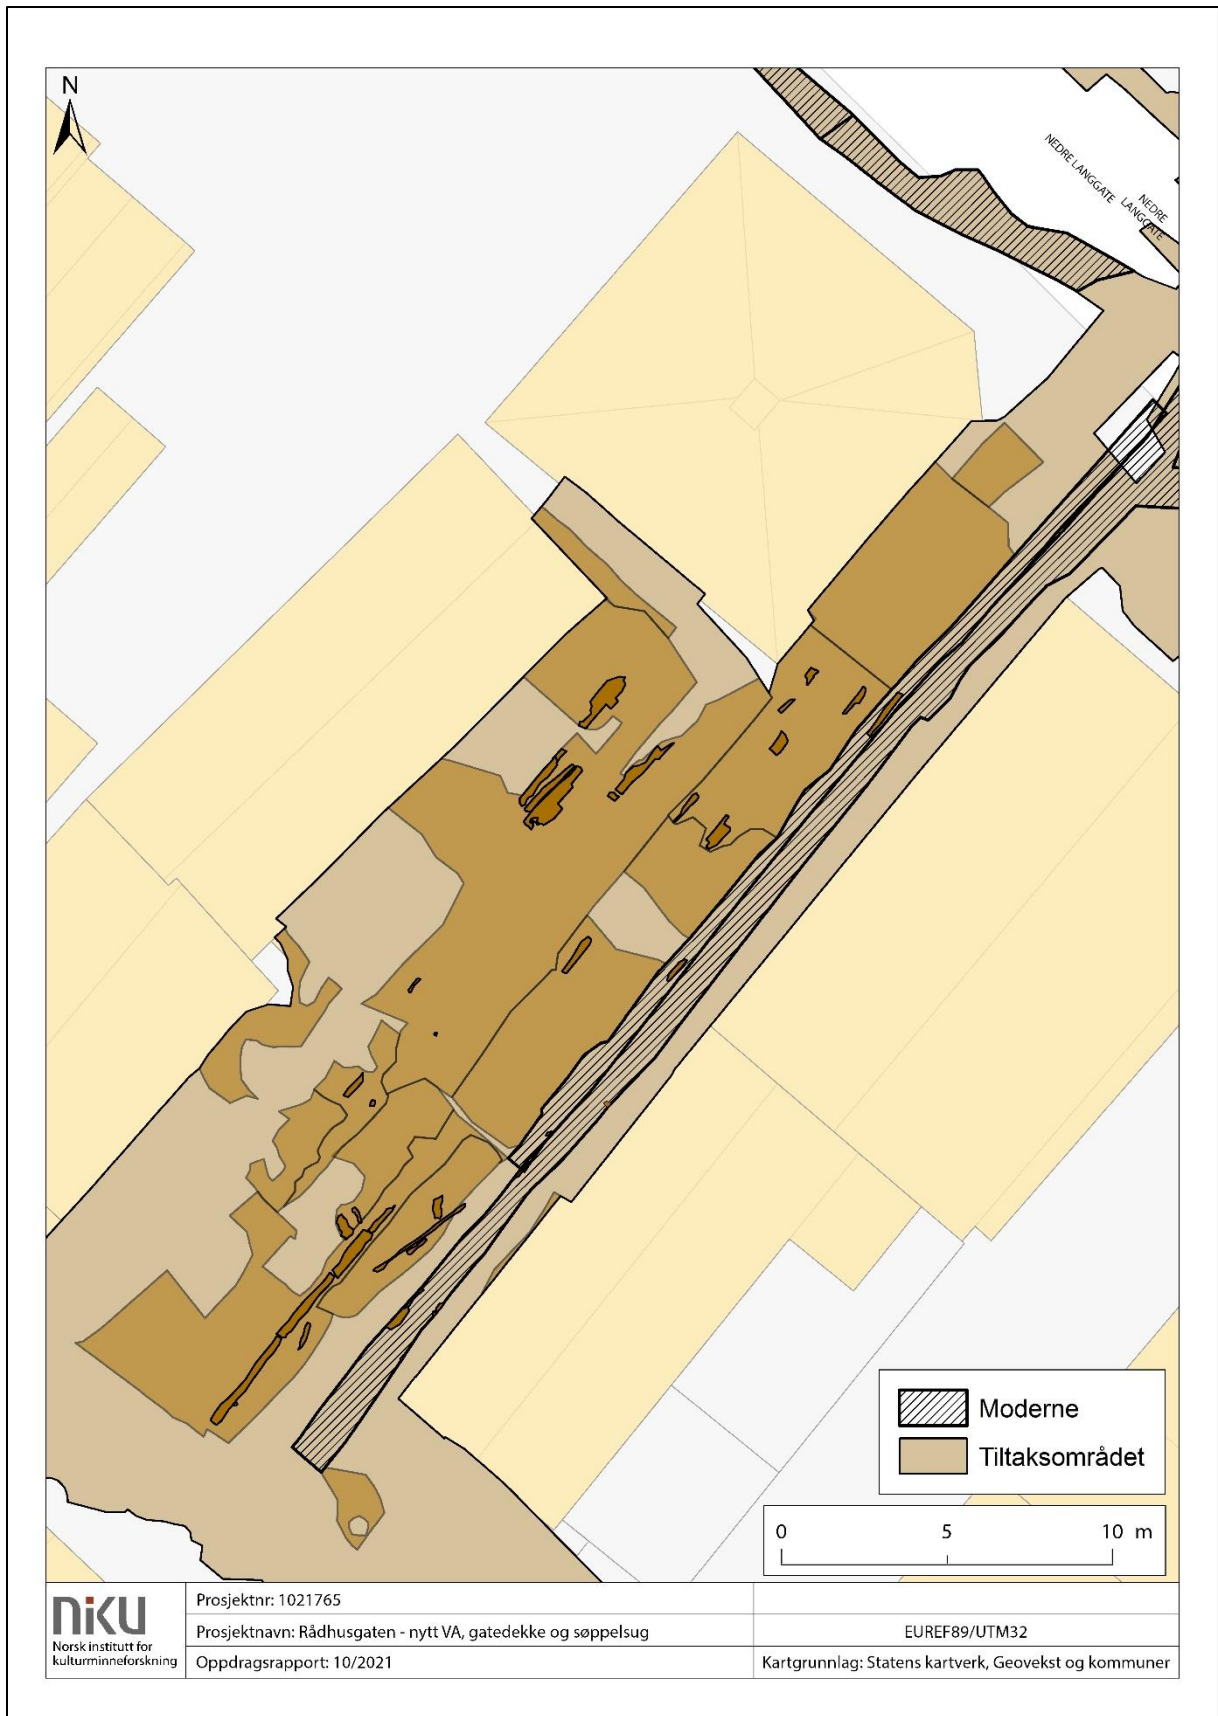 N
NEDRE LANGGATE
NEDRE
LANGGATE
Moderne
Tiltaksområdet
0 5 10 m
NIKU
Norsk institutt for
kulturminneforskning
Prosjektnr: 1021765
Prosjektnavn: Rådhusgaten - nytt VA, gatedekke og søppelsug
EUREF89/UTM32
Oppdragsrapport: 10/2021
Kartgrunnlag: Statens kartverk, Geovekst og kommuner